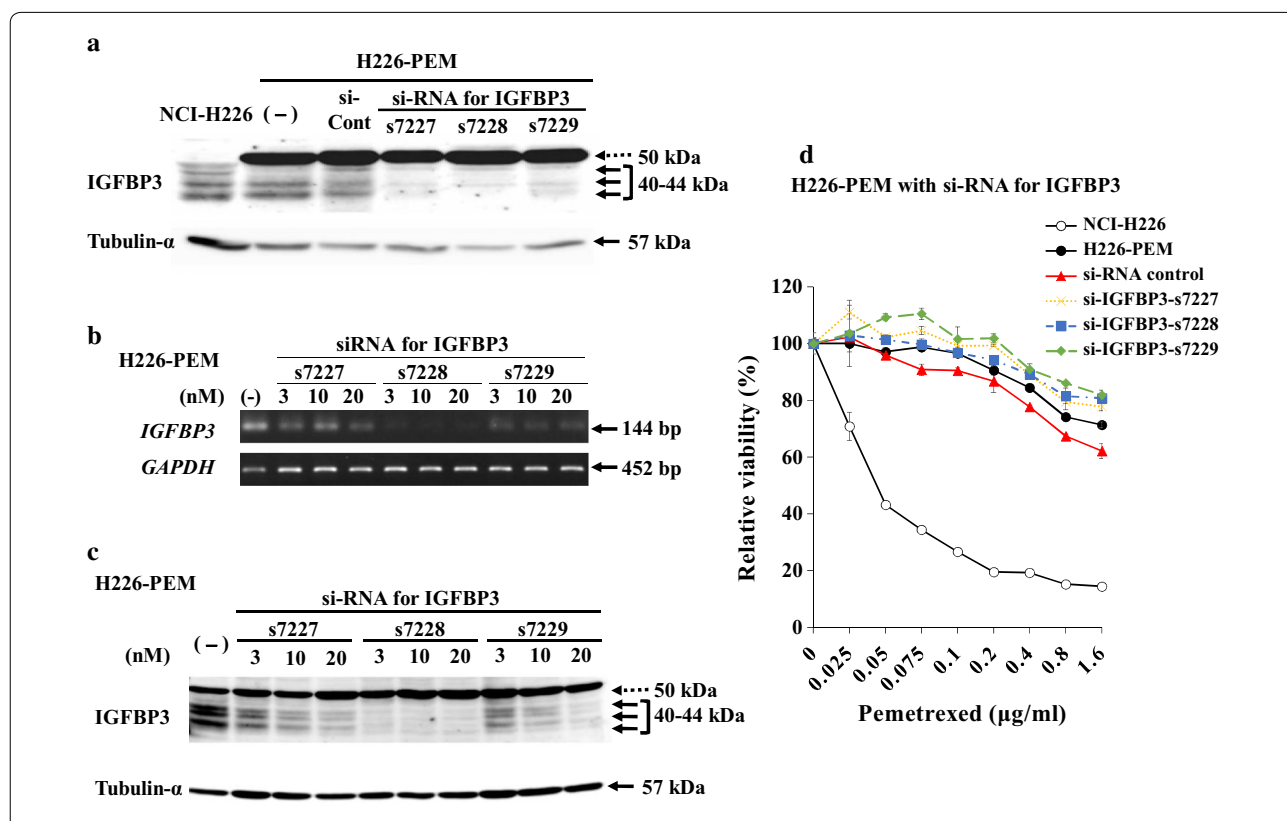 a
H226-PEM
NCI-H226 (−) si-Cont si-RNA for IGFBP3
s7227 s7228 s7229
IGFBP3
50 kDa
40-44 kDa
Tubulin-α
57 kDa
b
H226-PEM
siRNA for IGFBP3
s7227 s7228 s7229
(nM) (-) 3 10 20 3 10 20 3 10 20
IGFBP3
144 bp
GAPDH
452 bp
c
H226-PEM
si-RNA for IGFBP3
s7227 s7228 s7229
(nM) (−) 3 10 20 3 10 20 3 10 20
IGFBP3
50 kDa
40-44 kDa
Tubulin-α
57 kDa
d
H226-PEM with si-RNA for IGFBP3
NCI-H226
H226-PEM
si-RNA control
si-IGFBP3-s7227
si-IGFBP3-s7228
si-IGFBP3-s7229
Relative viability (%)
120
100
80
60
40
20
0
0 0.025 0.05 0.075 0.1 0.2 0.4 0.8 1.6
Pemetrexed (µg/ml)